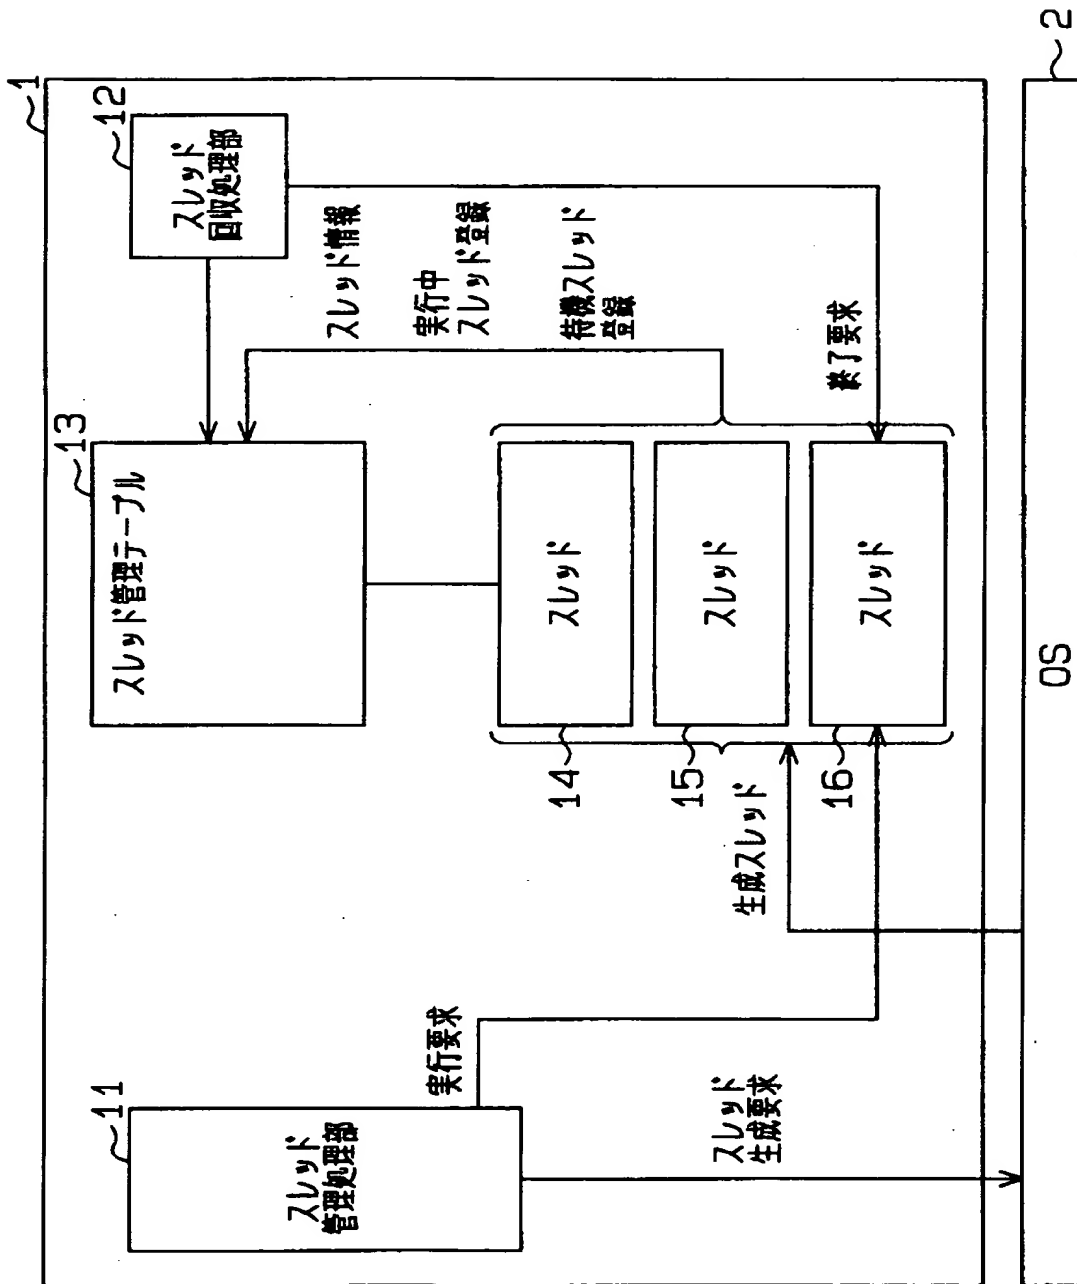 1
11
スレッド
管理処理部
13
スレッド管理テーブル
12
スレッド
回収処理部
スレッド情報
実行中
スレッド登録
待機スレッド
登録
実行要求
生成スレッド
終了要求
14
スレッド
15
スレッド
16
スレッド
スレッド
生成要求
OS
2